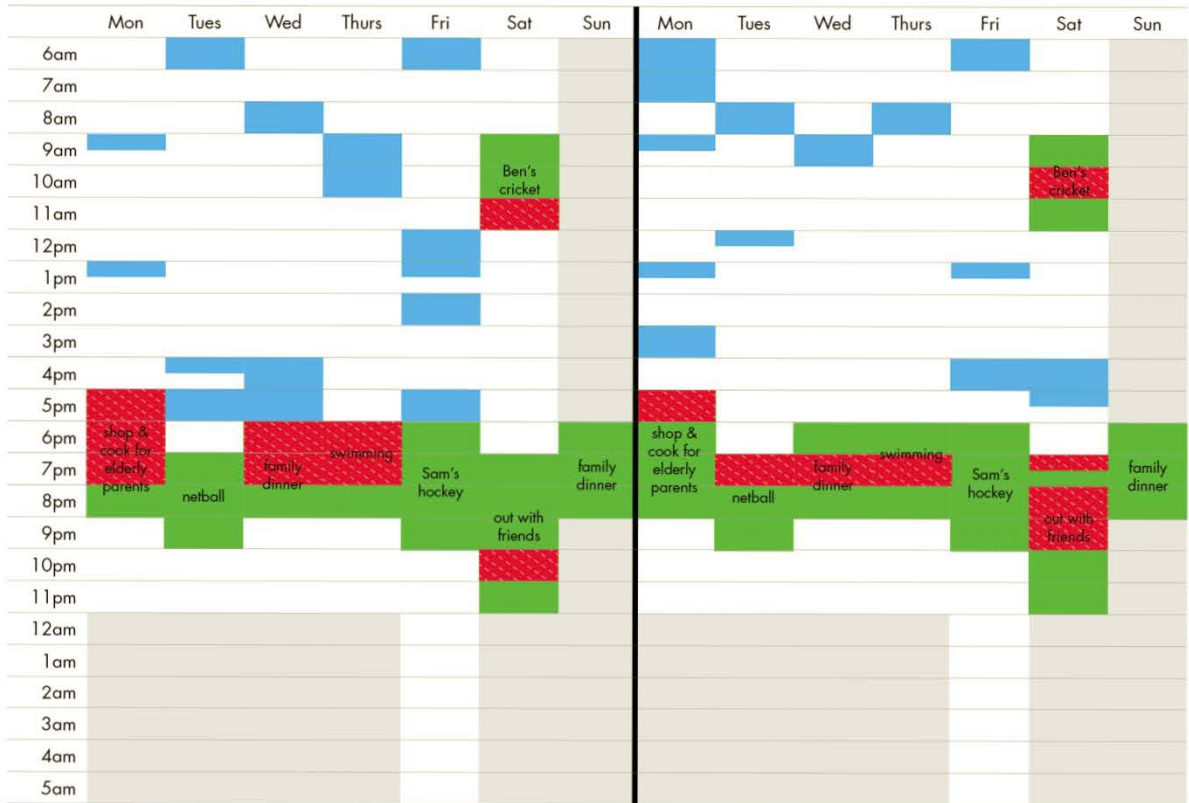 Mon Tues Wed Thurs Fri Sat Sun Mon Tues Wed Thurs Fri Sat Sun
6am
7am
8am
9am
10am
11am
12pm
1pm
2pm
3pm
4pm
5pm
6pm
7pm
8pm
9pm
10pm
11pm
12am
1am
2am
3am
4am
5am
Ben's
cricket
shop &
cook for
elderly
parents
netball
family
dinner
swimming
Sam's
hockey
out with
friends
family
dinner
Ben's
cricket
shop &
cook for
elderly
parents
netball
family
dinner
swimming
Sam's
hockey
out with
friends
family
dinner